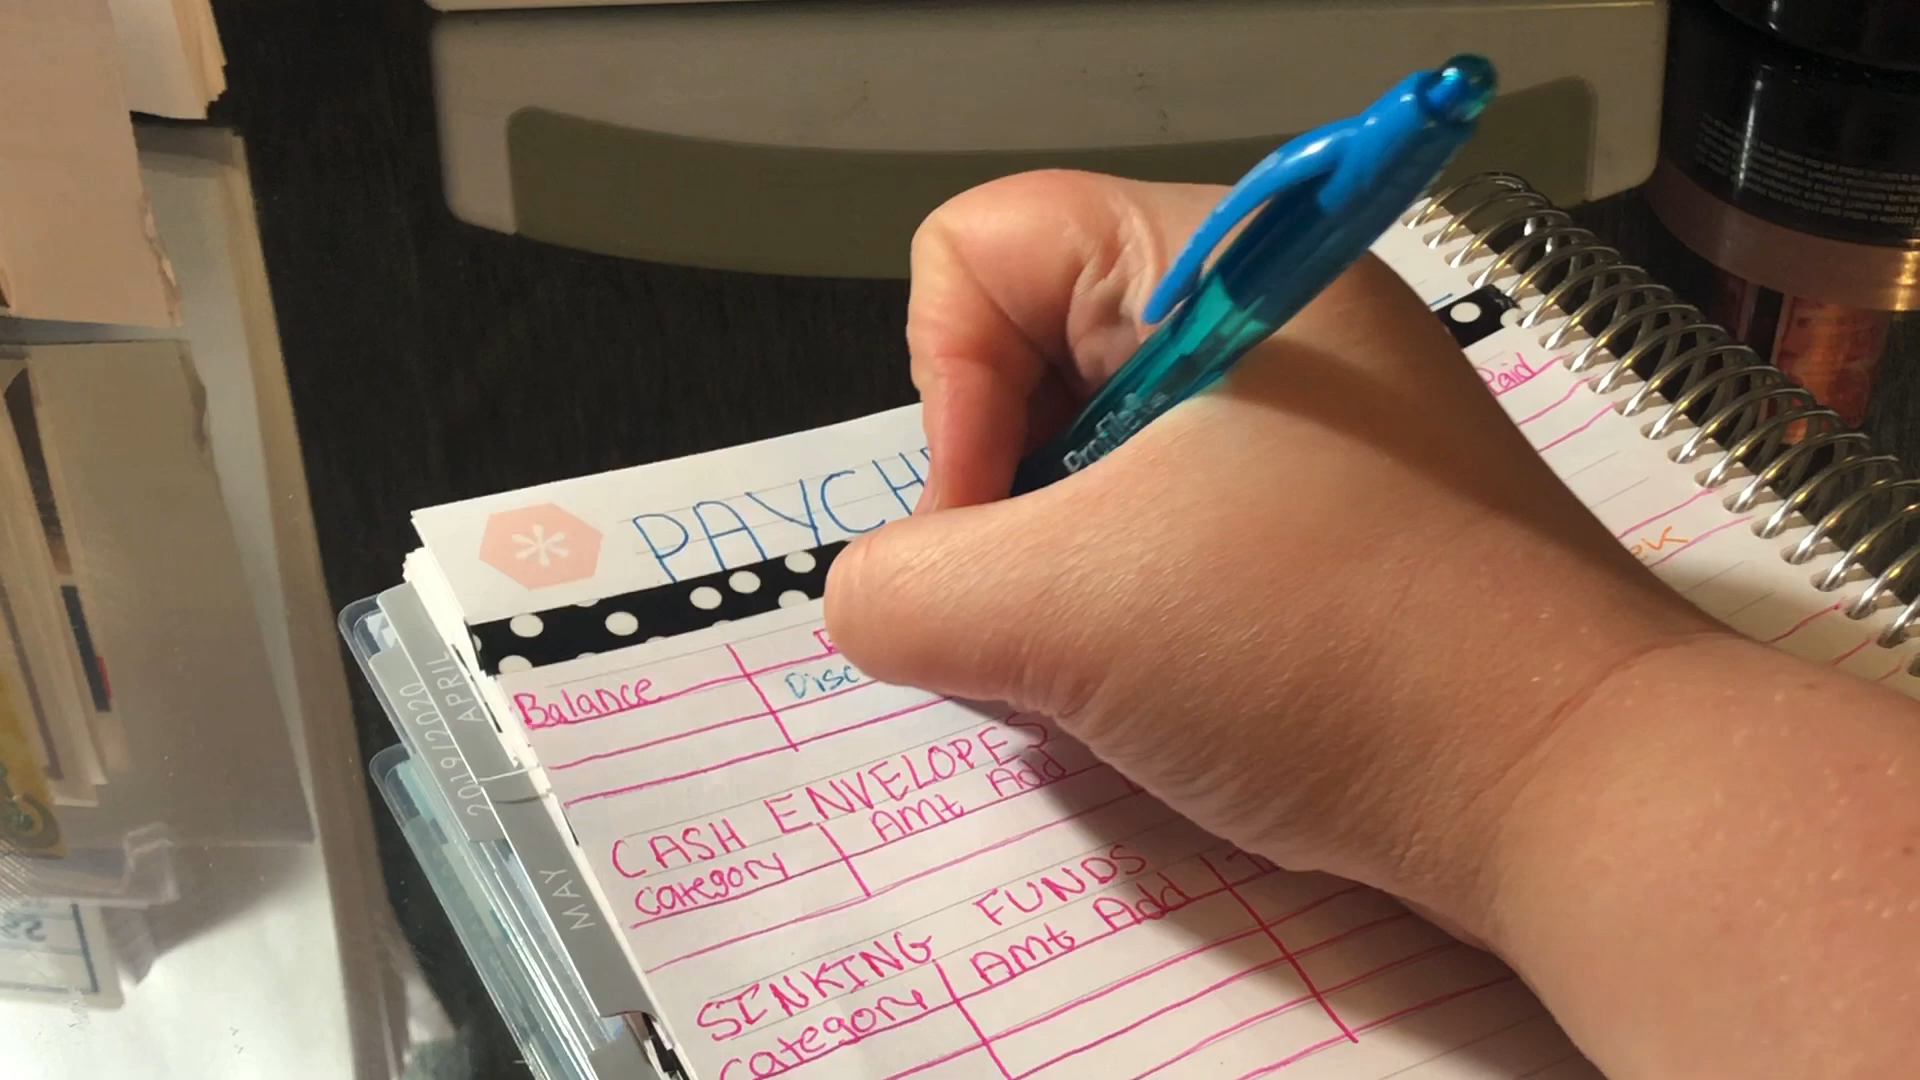 PAYCH
Paid
Balance
Disc
CASH ENVELOPES
Category
Amt Add
SINKING FUNDS
Category
Amt Add
2019/2020
APRIL
MAY
Profile